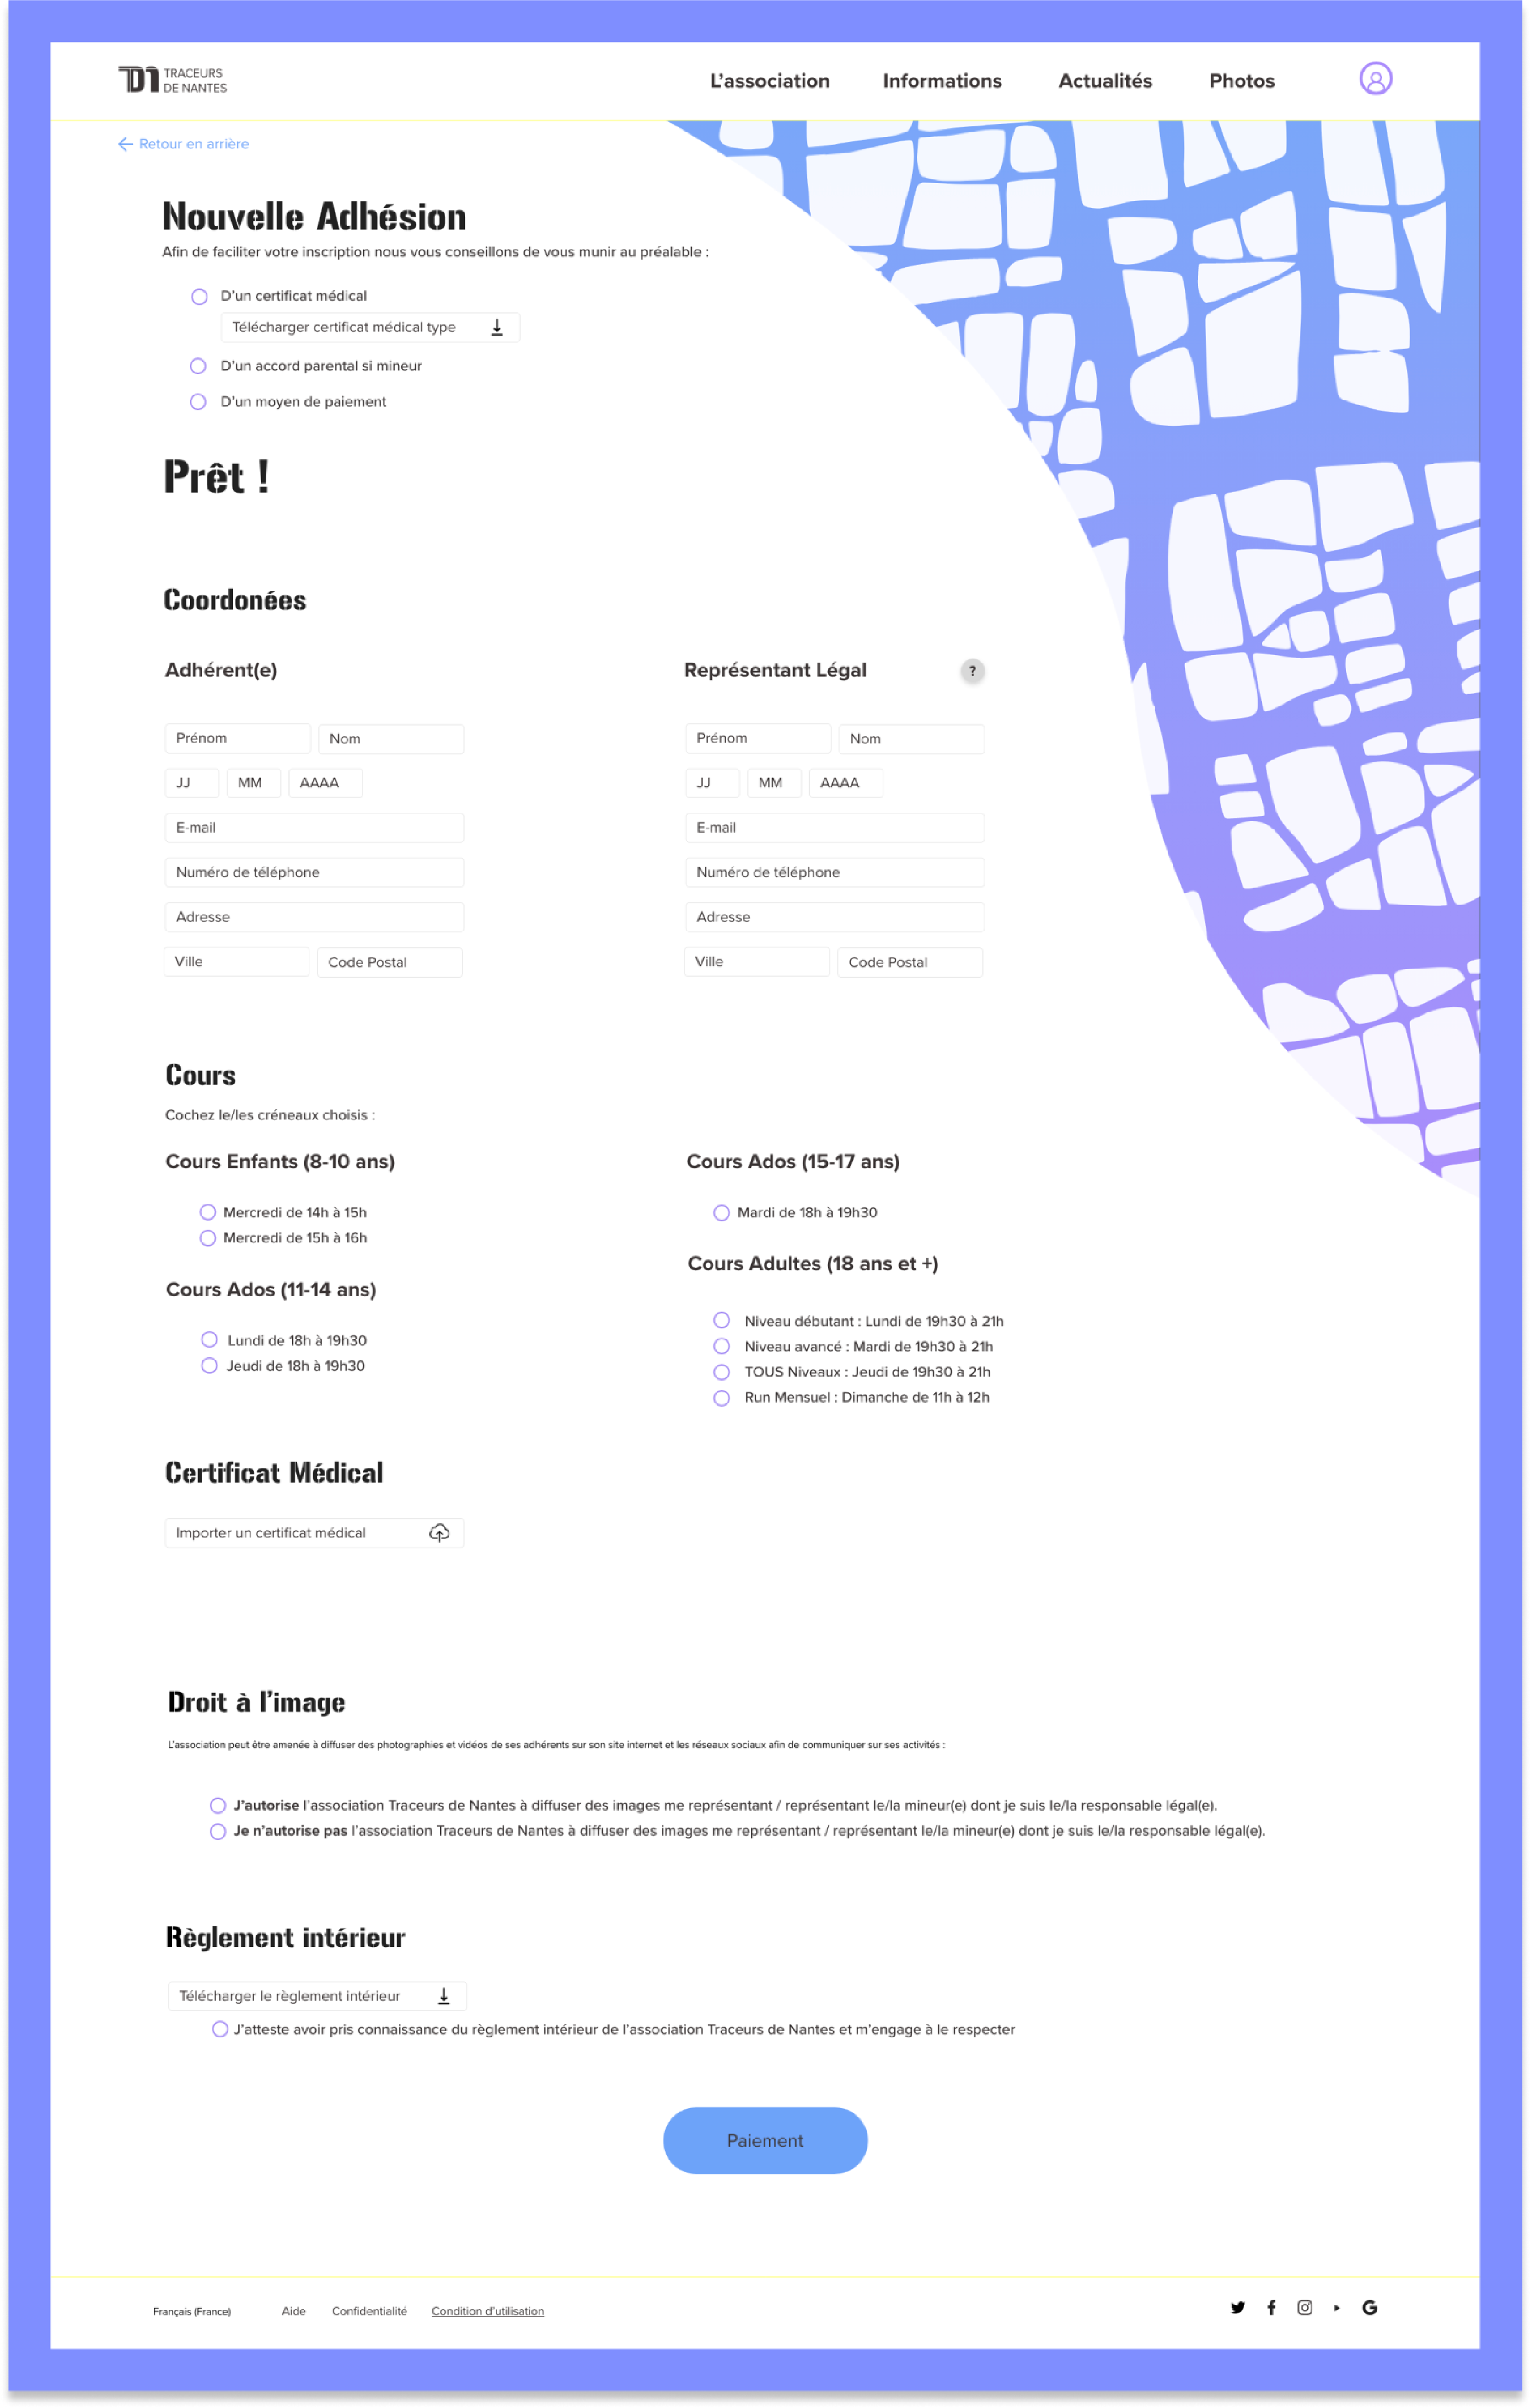 TRACEURS
DE NANTES
L'association
Informations
Actualités
Photos
Retour en arrière
Nouvelle Adhésion
Afin de faciliter votre inscription nous vous conseillons de vous munir au préalable :
D'un certificat médical
Télécharger certificat médical type
D'un accord parental si mineur
D'un moyen de paiement
Prêt !
Coordonées
Adhérent(e)
Prénom
Nom
JJ
MM
AAAA
E-mail
Numéro de téléphone
Adresse
Ville
Code Postal
Représentant Légal
?
Prénom
Nom
JJ
MM
AAAA
E-mail
Numéro de téléphone
Adresse
Ville
Code Postal
Cours
Cochez le/les créneaux choisis :
Cours Enfants (8-10 ans)
Mercredi de 14h à 15h
Mercredi de 15h à 16h
Cours Ados (11-14 ans)
Lundi de 18h à 19h30
Jeudi de 18h à 19h30
Cours Ados (15-17 ans)
Mardi de 18h à 19h30
Cours Adultes (18 ans et +)
Niveau débutant : Lundi de 19h30 à 21h
Niveau avancé : Mardi de 19h30 à 21h
TOUS Niveaux : Jeudi de 19h30 à 21h
Run Mensuel : Dimanche de 11h à 12h
Certificat Médical
Importer un certificat médical
Droit à l'image
L'association peut être amenée à diffuser des photographies et vidéos de ses adhérents sur son site internet et les réseaux sociaux afin de communiquer sur ses activités :
J'autorise l'association Traceurs de Nantes à diffuser des images me représentant / représentant le/la mineur(e) dont je suis le/la responsable légal(e).
Je n'autorise pas l'association Traceurs de Nantes à diffuser des images me représentant / représentant le/la mineur(e) dont je suis le/la responsable légal(e).
Règlement intérieur
Télécharger le règlement intérieur
J'atteste avoir pris connaissance du règlement intérieur de l'association Traceurs de Nantes et m'engage à le respecter
Paiement
Français (France)
Aide
Confidentialité
Condition d'utilisation